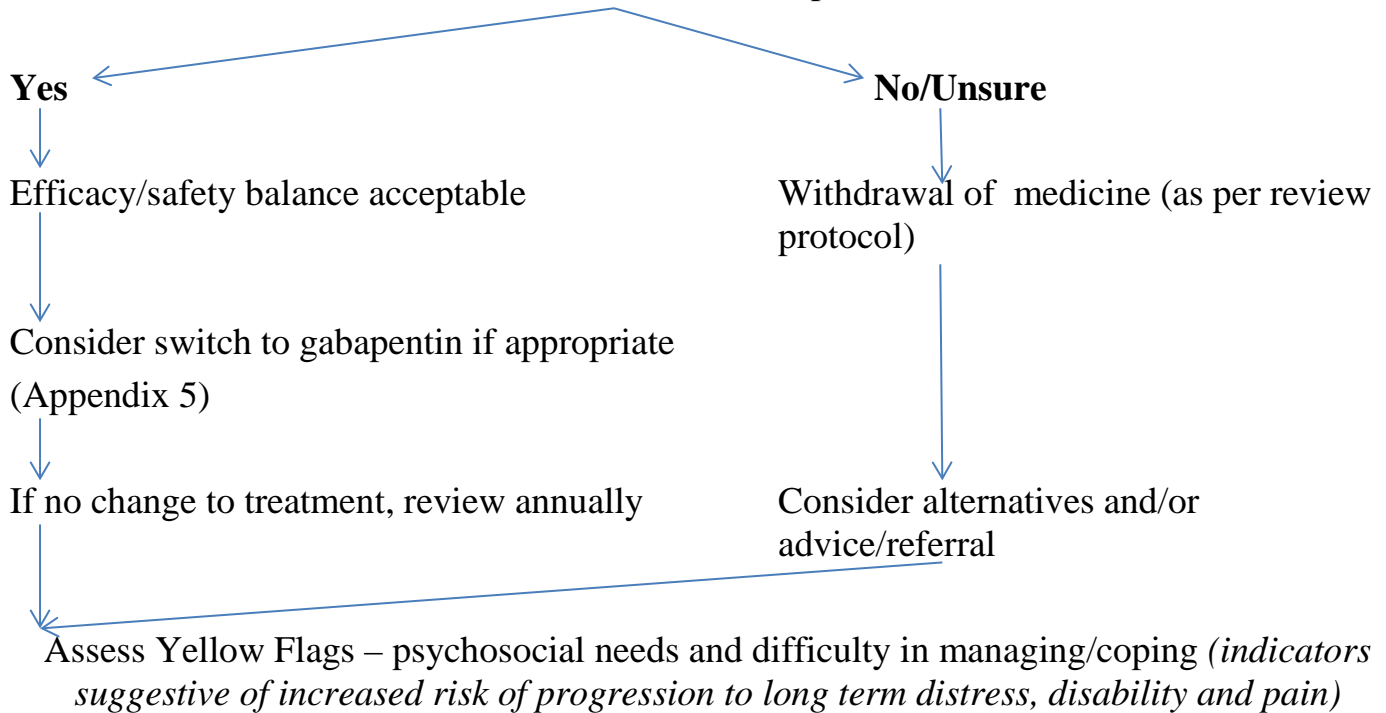 Yes
No/Unsure
Efficacy/safety balance acceptable
Withdrawal of medicine (as per review
protocol)
Consider switch to gabapentin if appropriate
(Appendix 5)
If no change to treatment, review annually
Consider alternatives and/or
advice/referral
Assess Yellow Flags – psychosocial needs and difficulty in managing/coping (indicators
suggestive of increased risk of progression to long term distress, disability and pain)